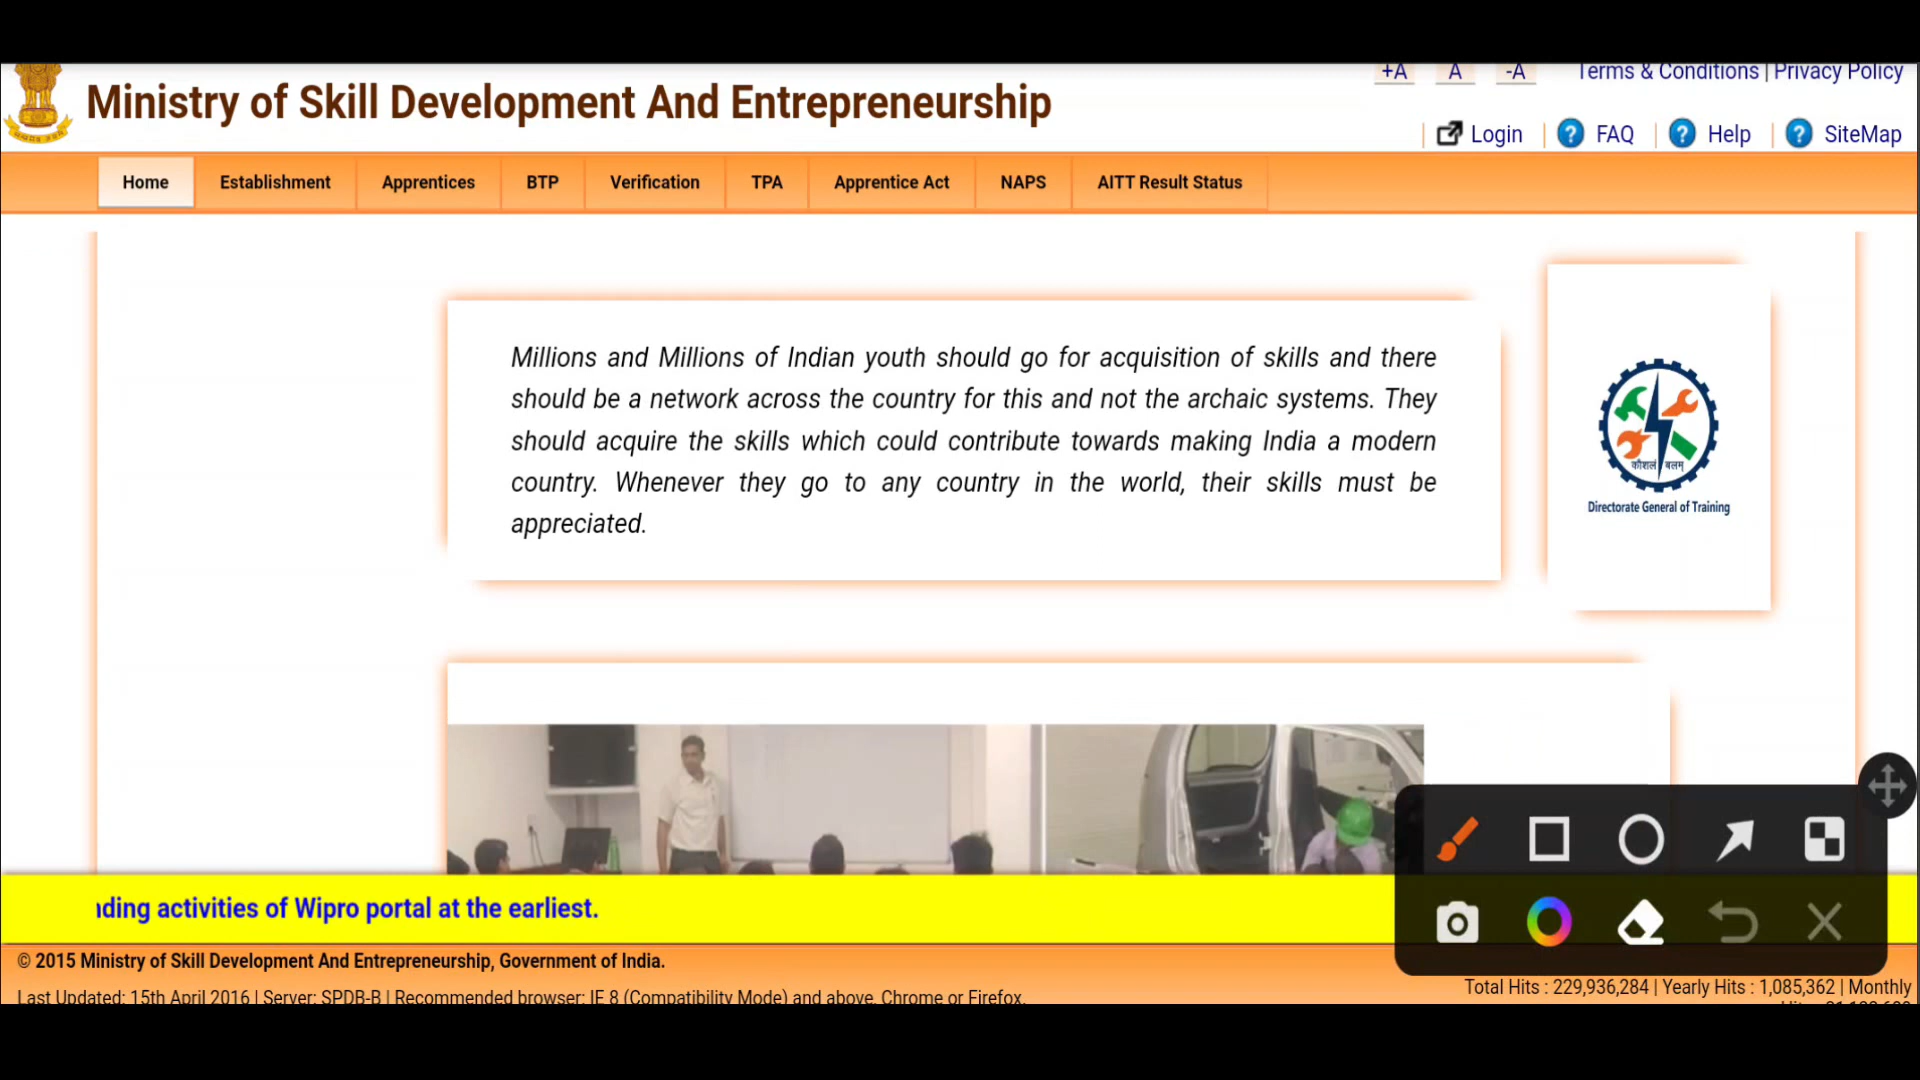 Ministry of Skill Development And Entrepreneurship
+A A -A Terms & Conditions | Privacy Policy
Login FAQ Help SiteMap
Home Establishment Apprentices BTP Verification TPA Apprentice Act NAPS AITT Result Status
Millions and Millions of Indian youth should go for acquisition of skills and there
should be a network across the country for this and not the archaic systems. They
should acquire the skills which could contribute towards making India a modern
country. Whenever they go to any country in the world, their skills must be
appreciated.
कौशलं बलम्
Directorate General of Training
nding activities of Wipro portal at the earliest.
© 2015 Ministry of Skill Development And Entrepreneurship, Government of India.
Last Updated: 15th April 2016 | Server: SPDB-B | Recommended browser: IE 8 (Compatibility Mode) and above, Chrome or Firefox.
Total Hits : 229,936,284 | Yearly Hits : 1,085,362 | Monthly